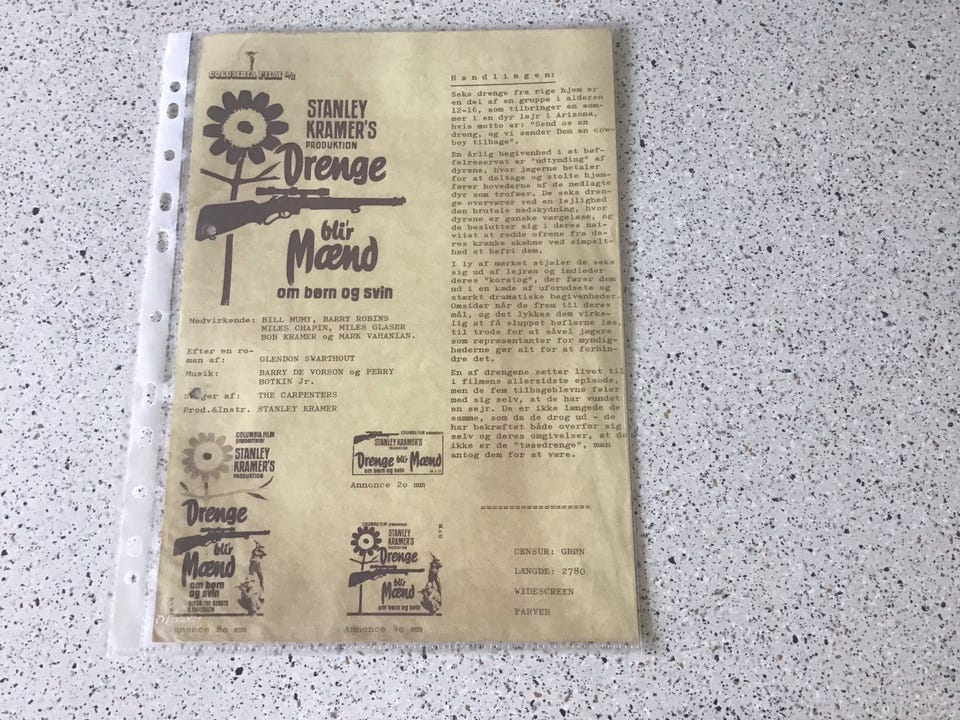 COLUMBIA FILM A/S
STANLEY
KRAMER'S
PRODUKTION
Drenge
bli'r
Mænd
om børn og svin
Medvirkende: BILL MUMY, BARRY ROBINS
MILES CHAPIN, MILES GLASER
BOB KRAMER og MARK VAHANIAN.
Efter en ro-
man af: GLENDON SWARTHOUT
Musik: BARRY DE VORSON og PERRY
BOTKIN Jr.
Sunger af: THE CARPENTERS
Prod.&Instr. STANLEY KRAMER
COLUMBIA FILM
præsenterer
STANLEY
KRAMER'S
PRODUKTION
Drenge
bli'r
Mænd
om børn og svin
Annonce 80 mm
COLUMBIA FILM præsenterer
STANLEY KRAMER'S
PRODUKTION
Drenge bli'r Mænd
om børn og svin
Annonce 20 mm
COLUMBIA FILM præsenterer
STANLEY
KRAMER'S
PRODUKTION
Drenge
bli'r
Mænd
om børn og svin
Annonce 40 mm
Handlingen:
Seks drenge fra rige hjem er
en del af en gruppe i alderen
12-16, som tilbringer en som-
mer i en dyr lejr i Arizona,
hvis motto er: "Send os en
dreng, og vi sender Dem en cow-
boy tilbage".
En årlig begivenhed i et bøf-
felreservat er "udtynding" af
dyrene, hvor jægerne betaler
for at deltage og stolte hjem-
fører hovederne af de nedlagte
dyr som trofæer. De seks dren-
ge overværer ved en lejlighed
den brutale nedskydning, hvor
dyrene er ganske værgeløse, og
de beslutter sig i deres nai-
vitet at redde ofrene fra de-
res kranke skæbne ved simpelt-
hed at befri dem.
I ly af mørket stjæler de seks
sig ud af lejren og indleder
deres "korstog", der fører dem
ud i en kæde af uforudsete og
stærkt dramatiske begivenheder.
Omsider når de frem til deres
mål, og det lykkes dem virke-
lig at få sluppet bøflerne løs,
til trods for at såvel jægere
som repræsentanter for myndig-
hederne gør alt for at forhin-
dre det.
En af drengene sætter livet til
i filmens allersidste episode,
men de fem tilbageblevne føler
med sig selv, at de har vundet
en sejr. De er ikke længede de
samme, som da de drog ud - de
har bekræftet både overfor sig
selv og deres omgivelser, at de
ikke er de "tøsedrenge", man
antog dem for at være.
====================
CENSUR: GRØN
LÆNGDE: 2780
WIDESCREEN
FARVER